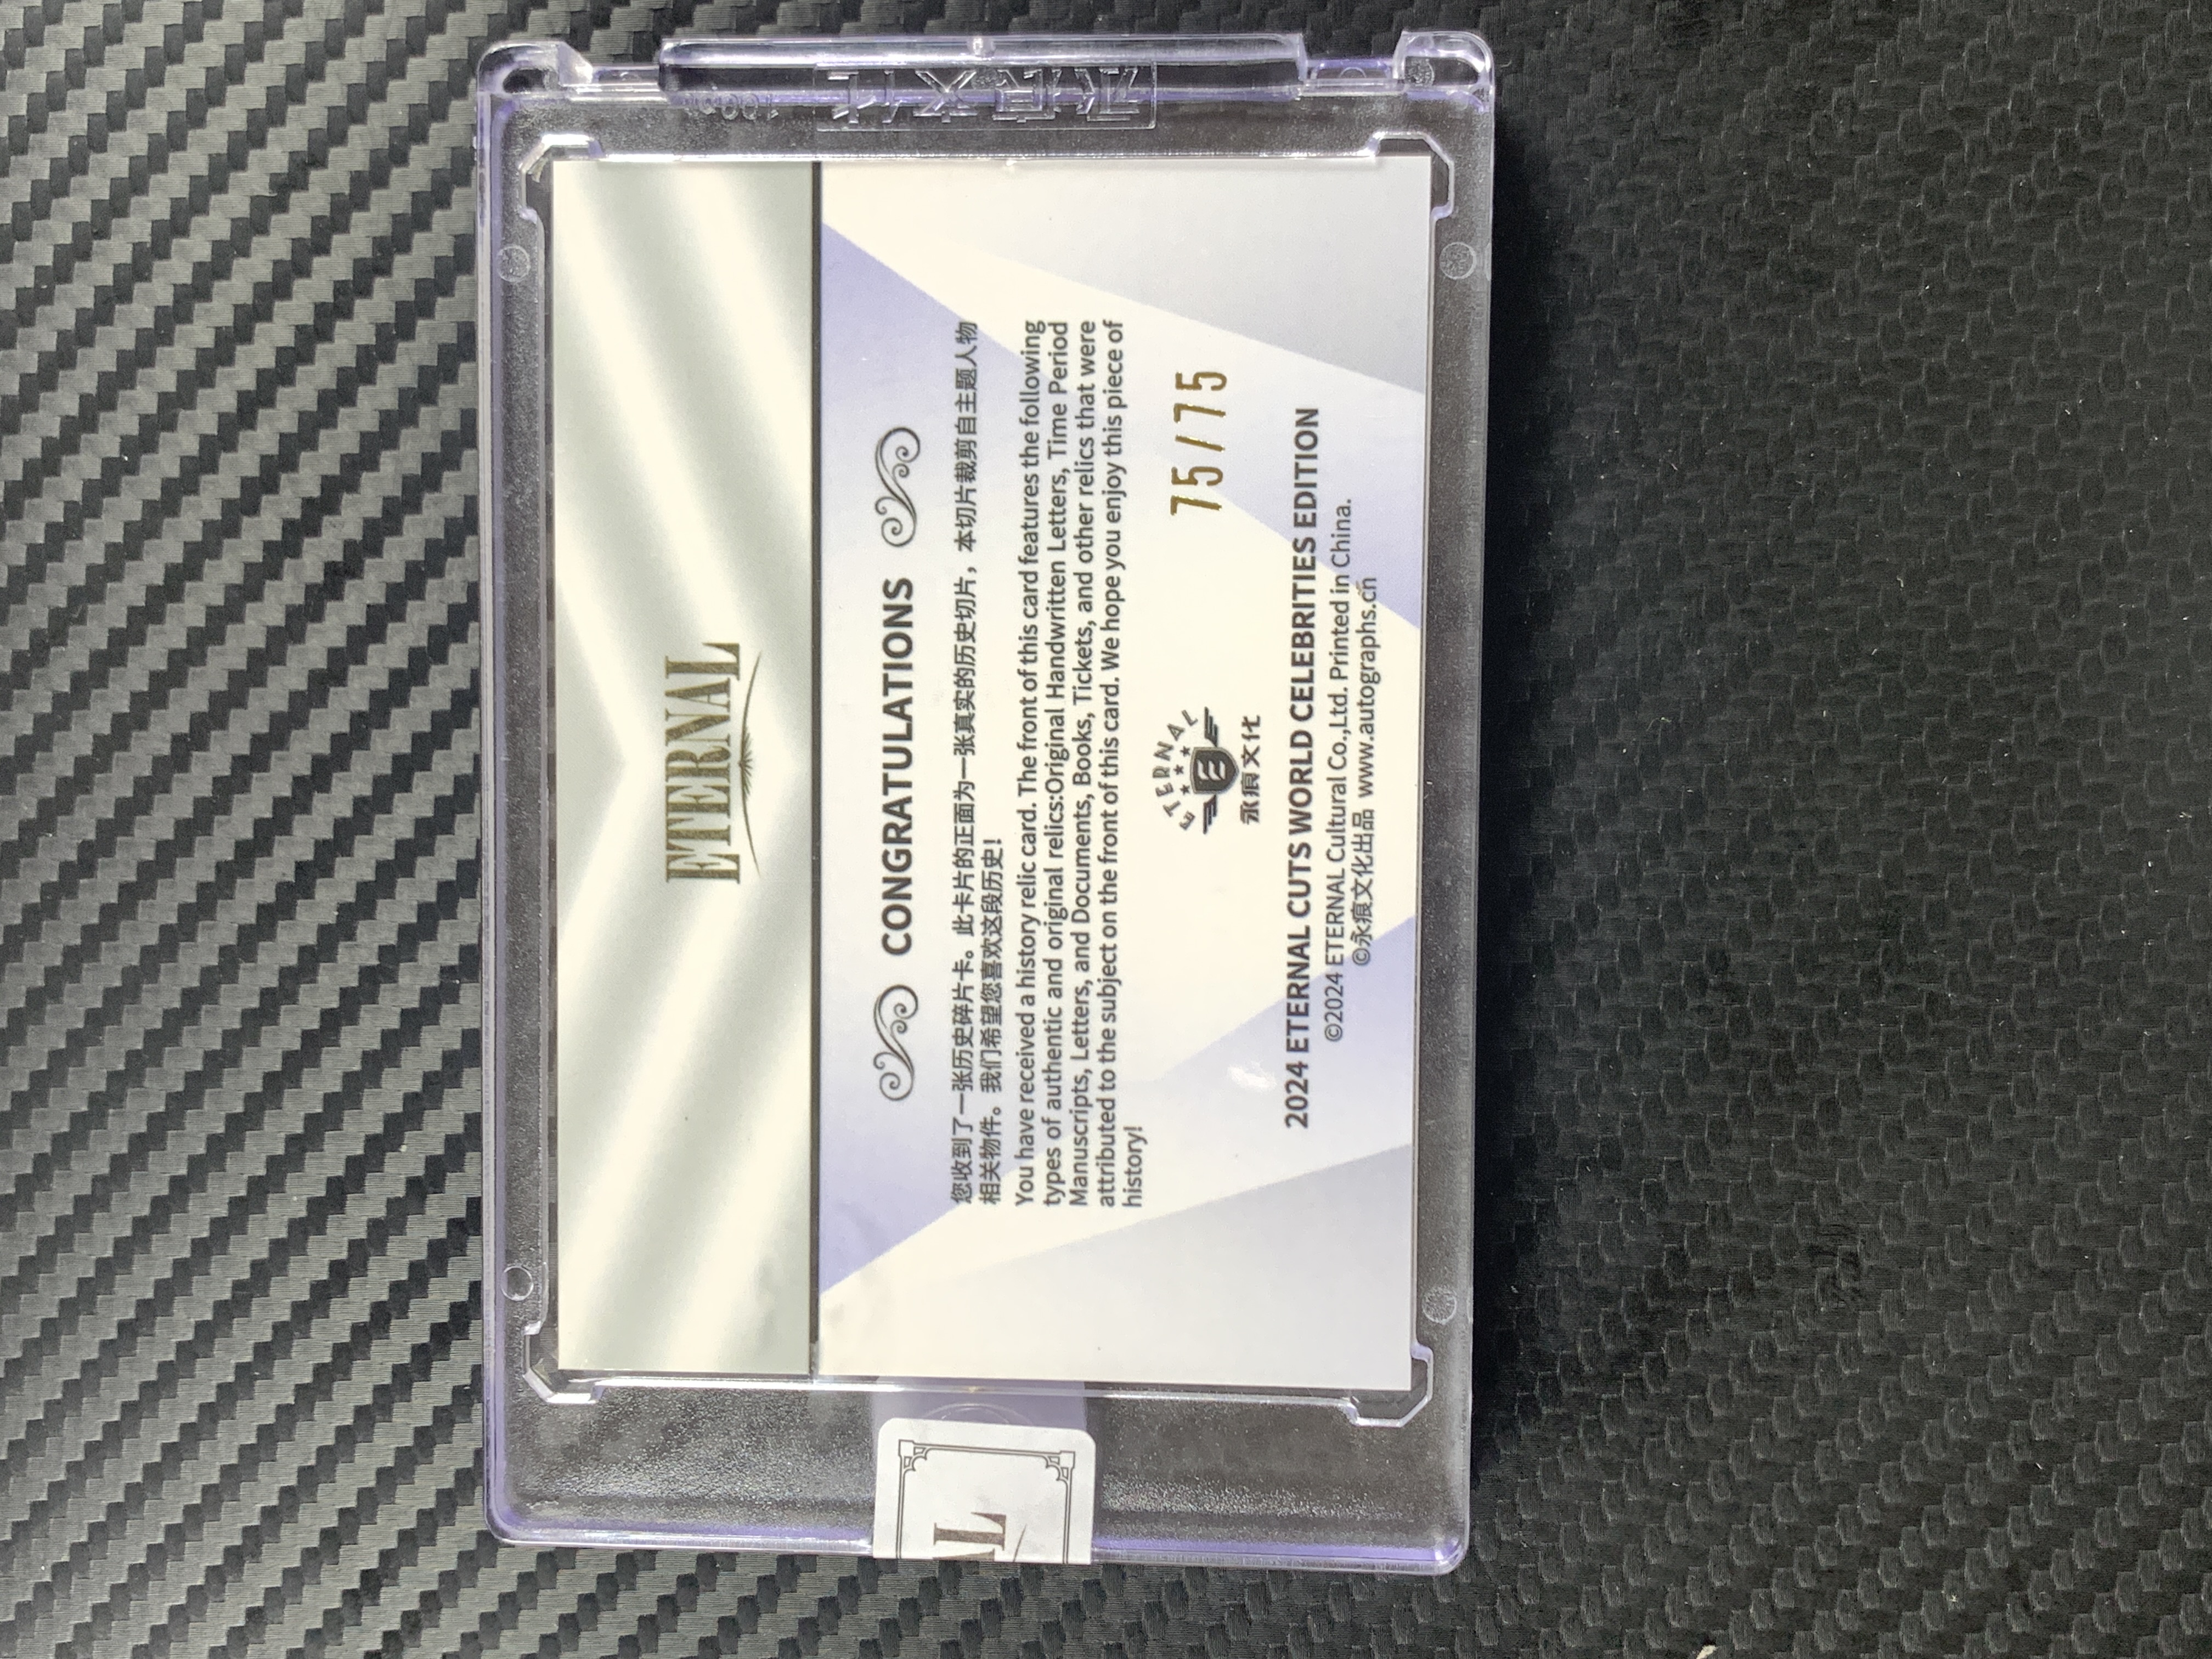 ETERNAL
CONGRATULATIONS
您收到了一张历史碎片卡。此卡片的正面为一张真实的历史切片，本切片裁剪自主题人物
相关物件。我们希望您喜欢这段历史！
You have received a history relic card. The front of this card features the following
types of authentic and original relics:Original Handwritten Letters, Time Period
Manuscripts, Letters, and Documents, Books, Tickets, and other relics that were
attributed to the subject on the front of this card. We hope you enjoy this piece of
history!
75/75
ETERNAL
E
永痕文化
2024 ETERNAL CUTS WORLD CELEBRITIES EDITION
©2024 ETERNAL Cultural Co.,Ltd. Printed in China.
©永痕文化出品 www.autographs.cn
永痕文化
AL